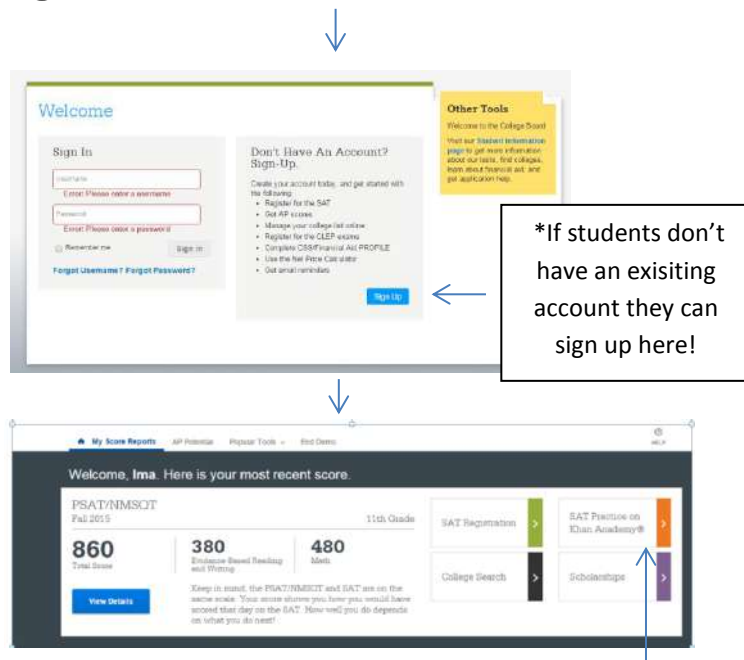 Welcome
Sign In
Username
Error: Please enter a username
Password
Error: Please enter a password
Remember me
Sign In
Forgot Username? Forgot Password?
Don't Have An Account?
Sign-Up.
Create your account today, and get started with
the following:
Register for the SAT
Get AP scores
Manage your college list online
Register for the CLEP exams
Complete CSS/Financial Aid PROFILE
Use the Net Price Calculator
Get email reminders
Sign Up
Other Tools
Welcome to the College Board
Visit our Student Information
page to get more information
about our tests, find colleges,
learn about financial aid, and
get application help.
*If students don't
have an exisiting
account they can
sign up here!
My Score Reports AP Potential Popular Tools End Demo
HELP
Welcome, Ima. Here is your most recent score.
PSAT/NMSQT
Fall 2015
11th Grade
860
Total Score
380
Evidence-Based Reading
and Writing
480
Math
View Details
Keep in mind, the PSAT/NMSQT and SAT are on the
same scale. Your score shows you how you would have
scored that day on the SAT. How well you do depends
on what you do next!
SAT Registration
SAT Practice on
Khan Academy®
College Search
Scholarships